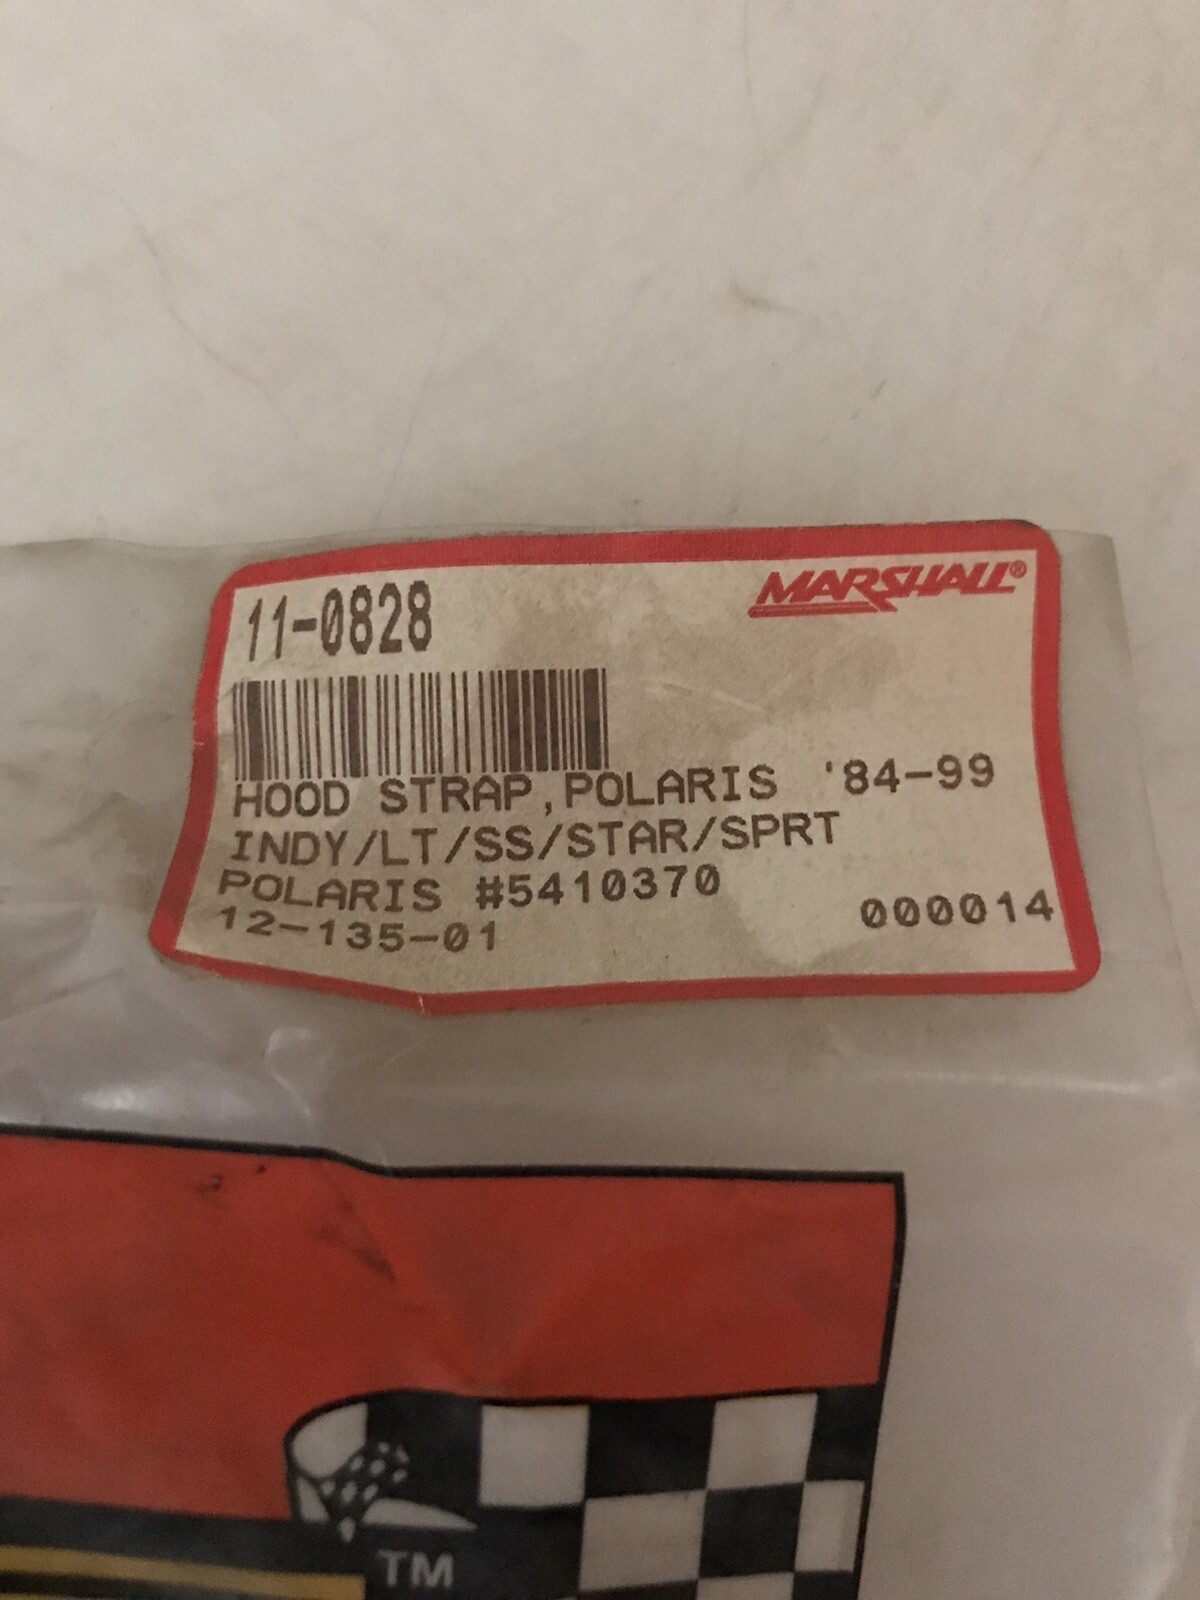 11-0828
MARSHALL®
HOOD STRAP,POLARIS '84-99
INDY/LT/SS/STAR/SPRT
POLARIS #5410370
12-135-01
000014
TM